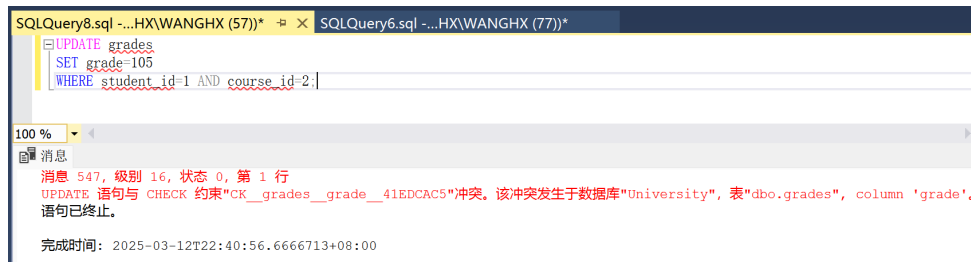 SQLQuery8.sql -...HX\WANGHX (57))* SQLQuery6.sql -...HX\WANGHX (77))*
UPDATE grades
SET grade=105
WHERE student_id=1 AND course_id=2;
100 %
消息
消息 547，级别 16，状态 0，第 1 行
UPDATE 语句与 CHECK 约束"CK__grades__grade__41EDCAC5"冲突。该冲突发生于数据库"University"，表"dbo.grades", column 'grade'。
语句已终止。
完成时间: 2025-03-12T22:40:56.6666713+08:00